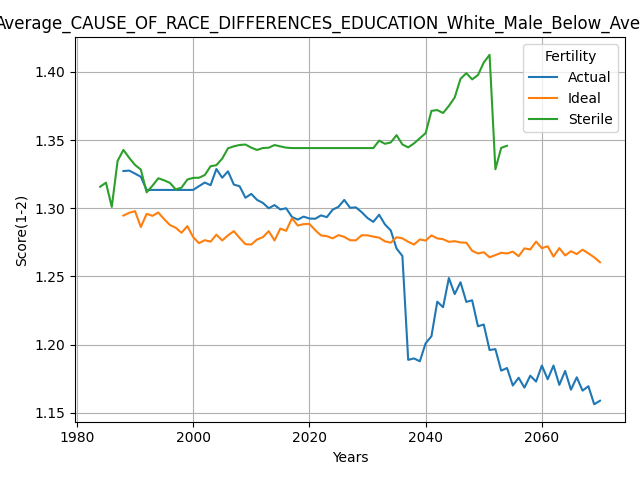 Average_CAUSE_OF_RACE_DIFFERENCES_EDUCATION_White_Male_Below_Ave
Fertility
Actual
Ideal
Sterile
Score(1-2)
1.40
1.35
1.30
1.25
1.20
1.15
1980 2000 2020 2040 2060
Years